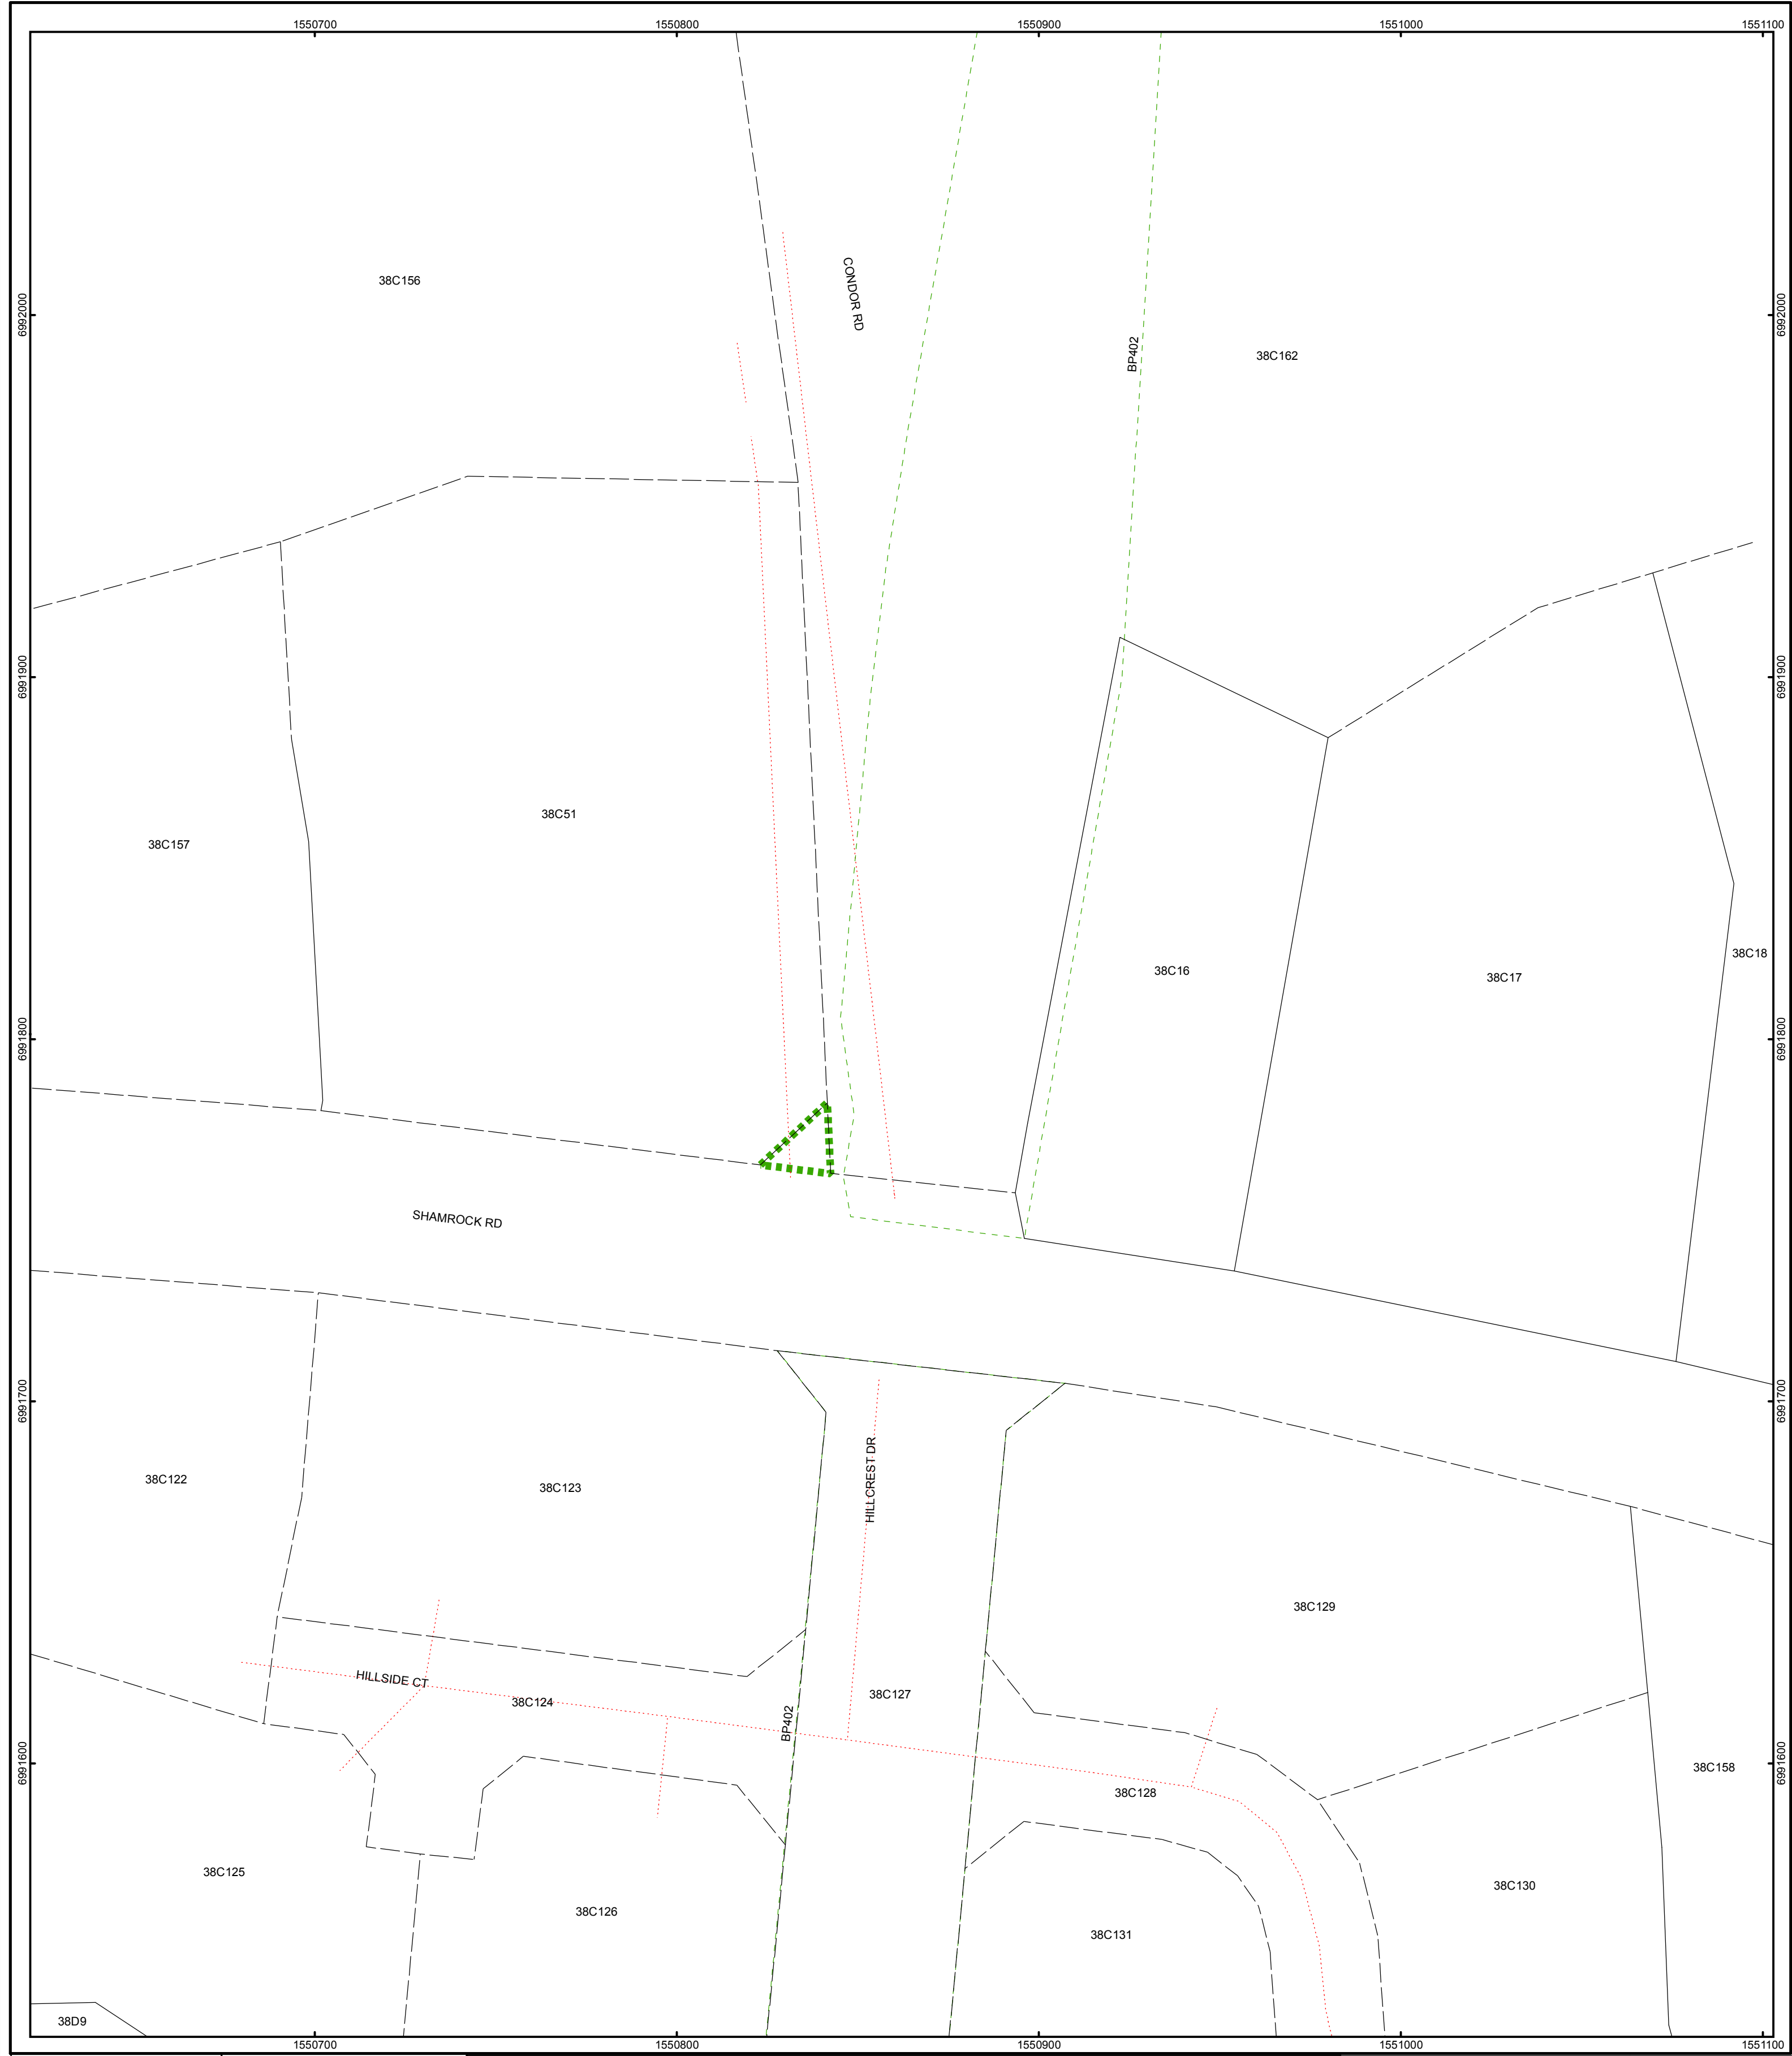 1550700 1550800 1550900 1551000 1551100
6992000
6992000
38C156
CONDOR RD
BP402
38C162
6991900
6991900
38C157
38C51
38C16
38C17
38C18
6991800
6991800
SHAMROCK RD
6991700
6991700
38C122
38C123
HILLCREST DR
38C129
HILLSIDE CT
38C124
BP402
38C127
6991600
6991600
38C128
38C158
38C125
38C126
38C131
38C130
38D9
1550700 1550800 1550900 1551000 1551100